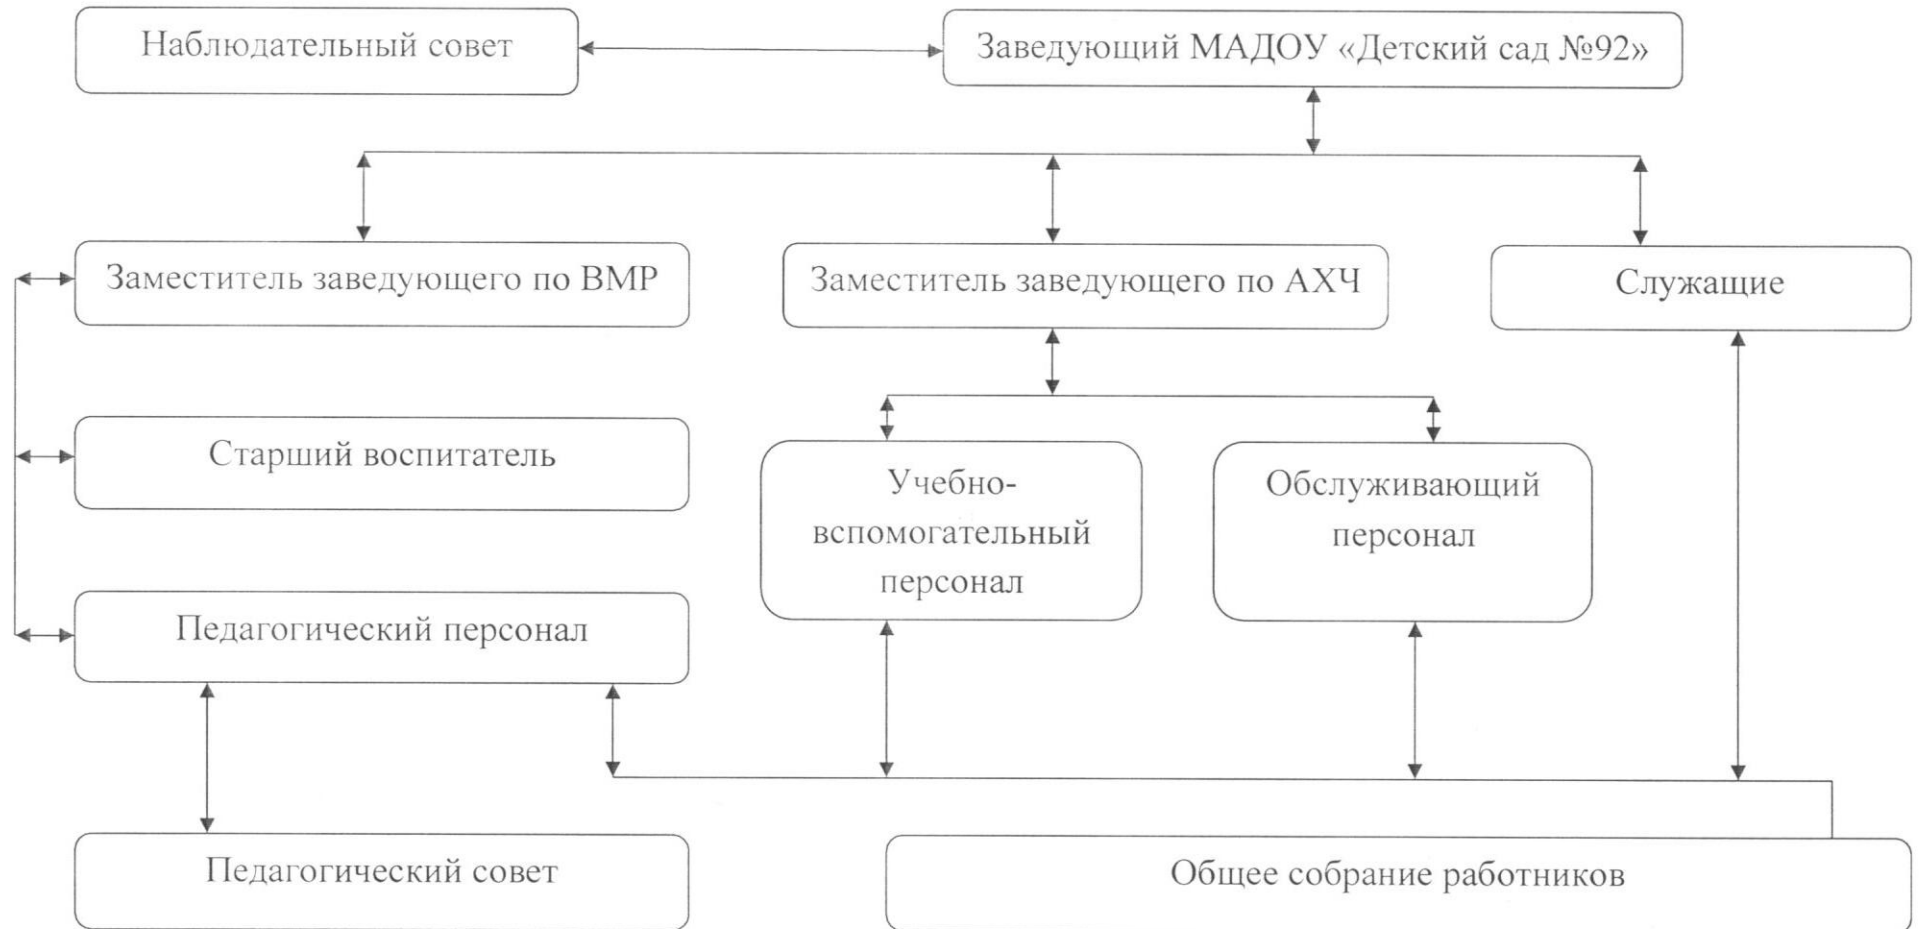 Наблюдательный совет
Заведующий МАДОУ «Детский сад №92»
Заместитель заведующего по ВМР
Заместитель заведующего по АХЧ
Служащие
Старший воспитатель
Учебно-
вспомогательный
персонал
Обслуживающий
персонал
Педагогический персонал
Педагогический совет
Общее собрание работников